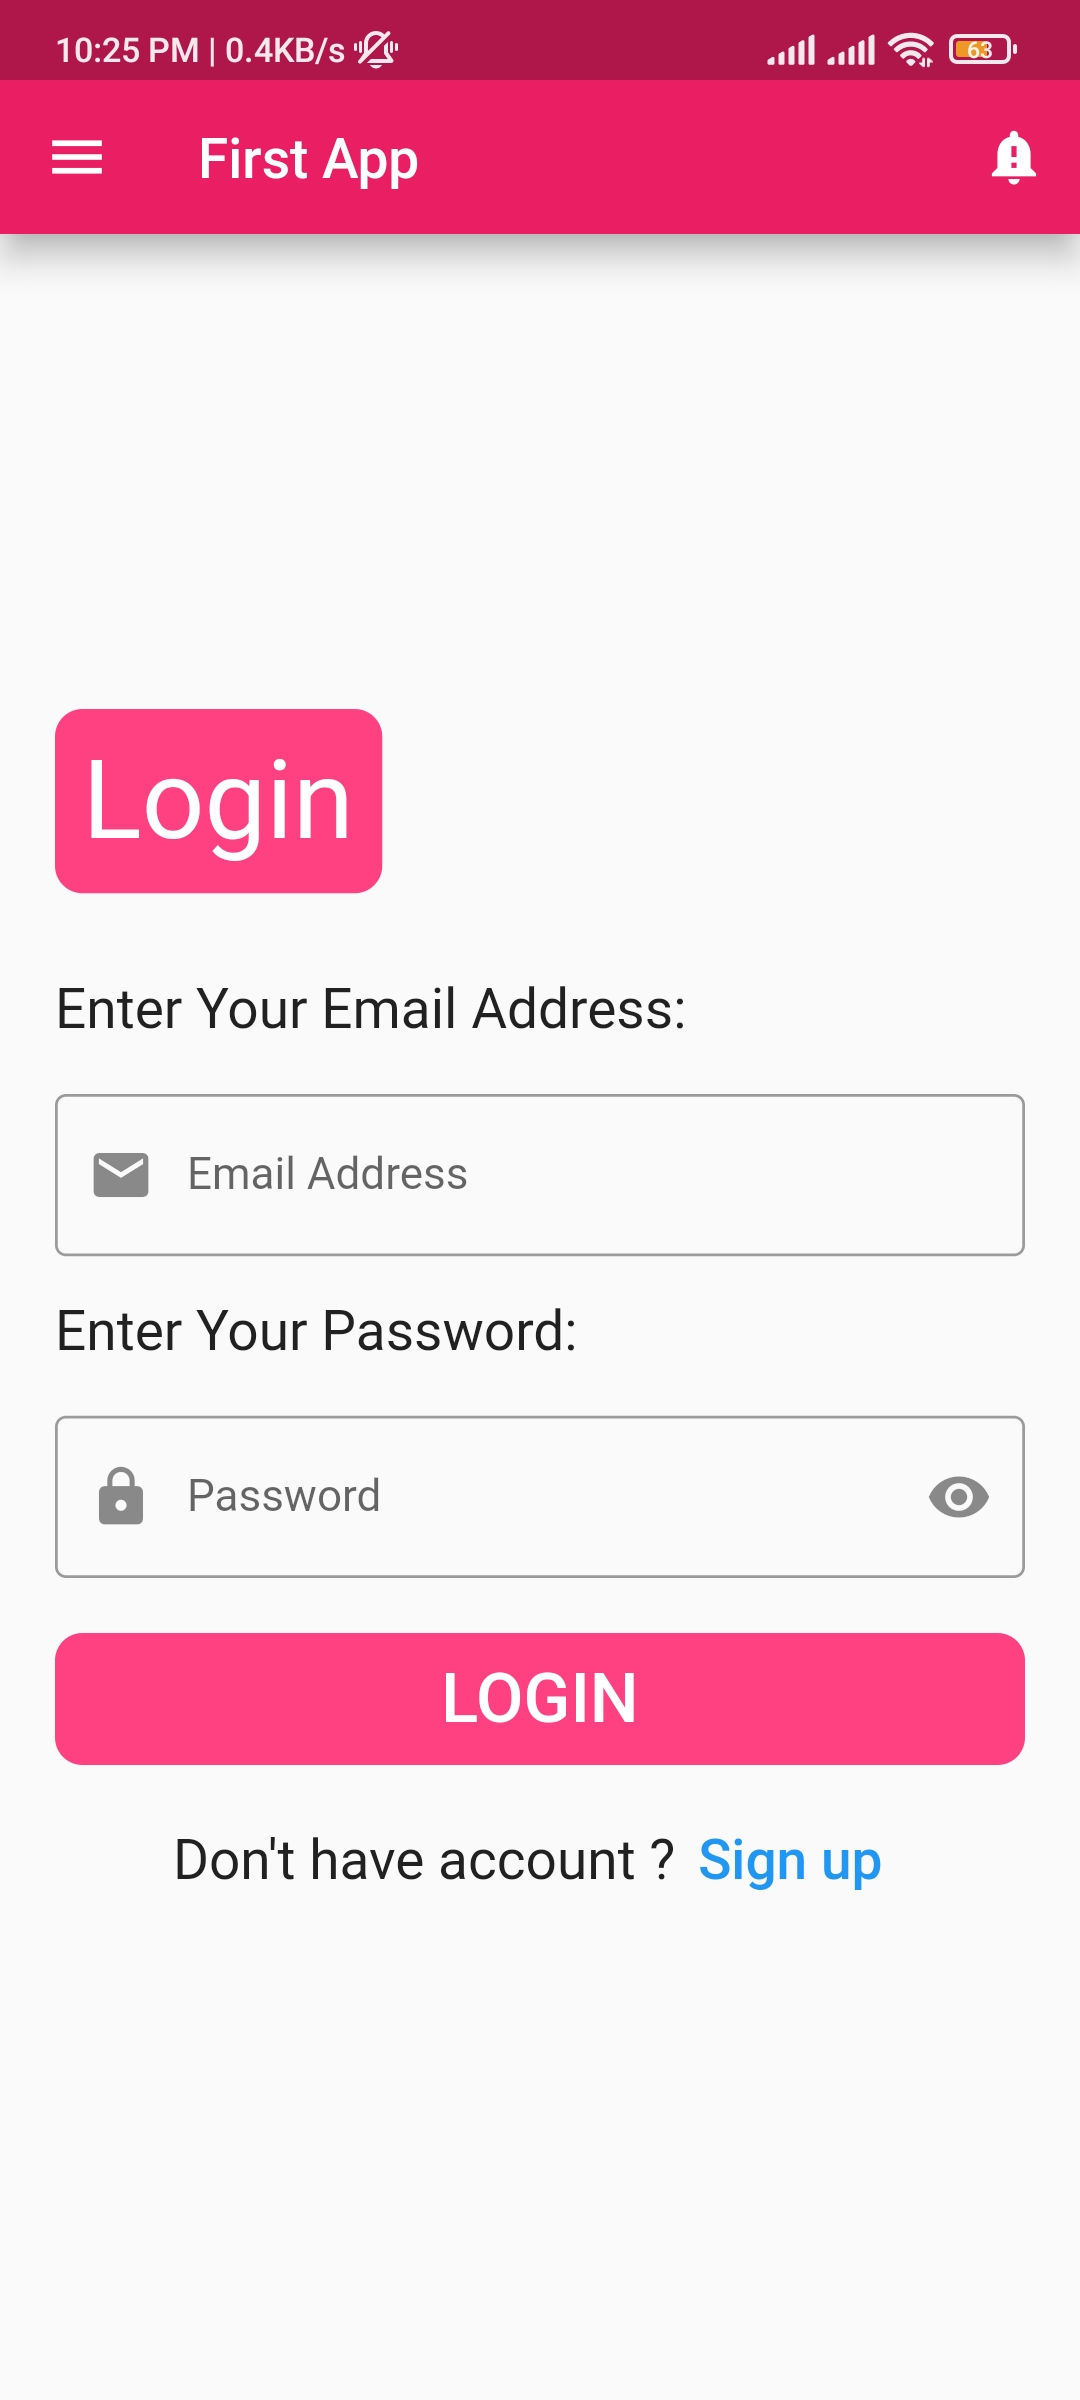 10:25 PM | 0.4KB/s
63
First App
Login
Enter Your Email Address:
Email Address
Enter Your Password:
Password
LOGIN
Don't have account ? Sign up